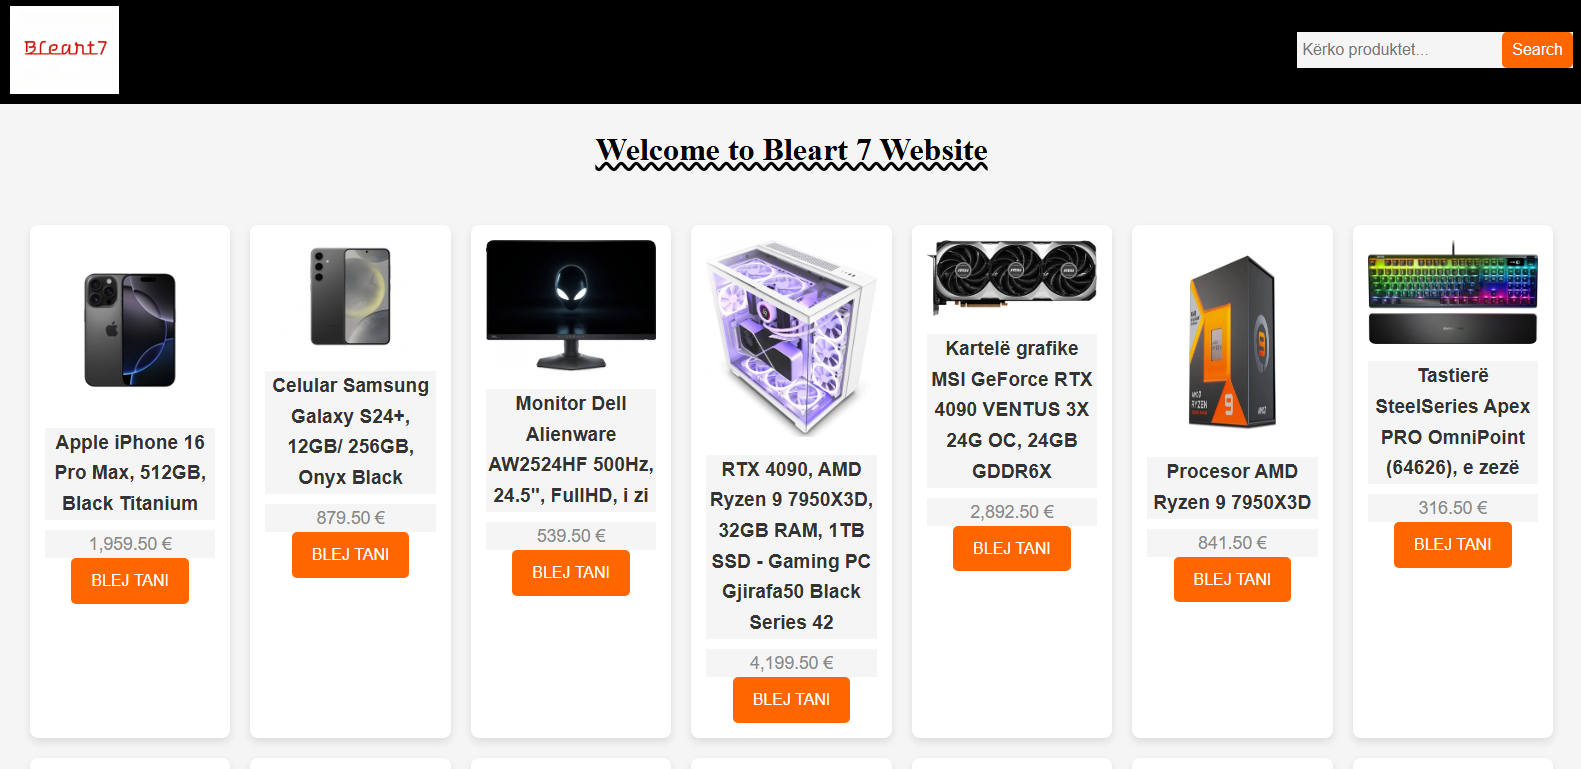 Bleart7
Kërko produktet...
Search
Welcome to Bleart 7 Website
Apple iPhone 16
Pro Max, 512GB,
Black Titanium
1,959.50 €
BLEJ TANI
Celular Samsung
Galaxy S24+,
12GB/ 256GB,
Onyx Black
879.50 €
BLEJ TANI
Monitor Dell
Alienware
AW2524HF 500Hz,
24.5", FullHD, i zi
539.50 €
BLEJ TANI
RTX 4090, AMD
Ryzen 9 7950X3D,
32GB RAM, 1TB
SSD - Gaming PC
Gjirafa50 Black
Series 42
4,199.50 €
BLEJ TANI
Kartelë grafike
MSI GeForce RTX
4090 VENTUS 3X
24G OC, 24GB
GDDR6X
2,892.50 €
BLEJ TANI
AMD
RYZEN
9
AMD
Procesor AMD
Ryzen 9 7950X3D
841.50 €
BLEJ TANI
Tastierë
SteelSeries Apex
PRO OmniPoint
(64626), e zezë
316.50 €
BLEJ TANI